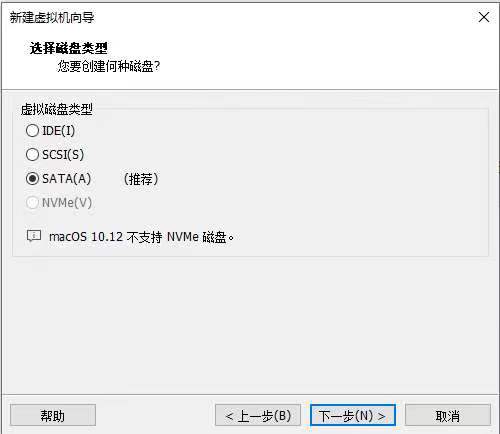 新建虚拟机向导
选择磁盘类型
您要创建何种磁盘?
虚拟磁盘类型
IDE(I)
SCSI(S)
SATA(A) （推荐）
NVMe(V)
macOS 10.12 不支持 NVMe 磁盘。
帮助 < 上一步(B) 下一步(N) > 取消